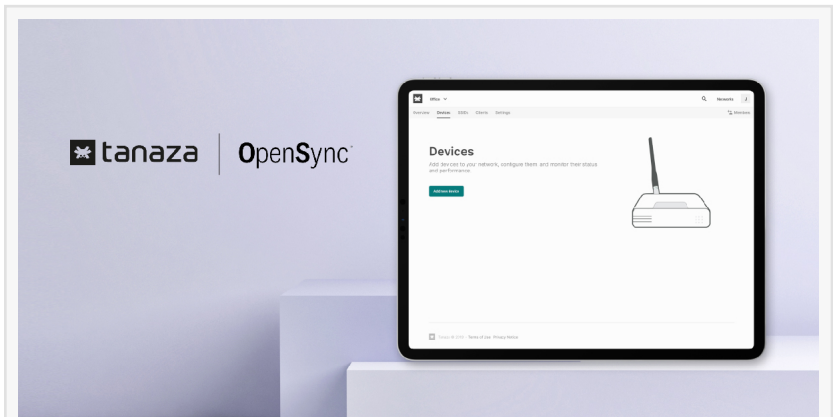 tanaza
OpenSync
Office
Networks
J
Overview Devices SSIDs Clients Settings
Members
Devices
Add devices to your network, configure them and monitor their status
and performance
Add new device
Terms of Use Privacy Notice